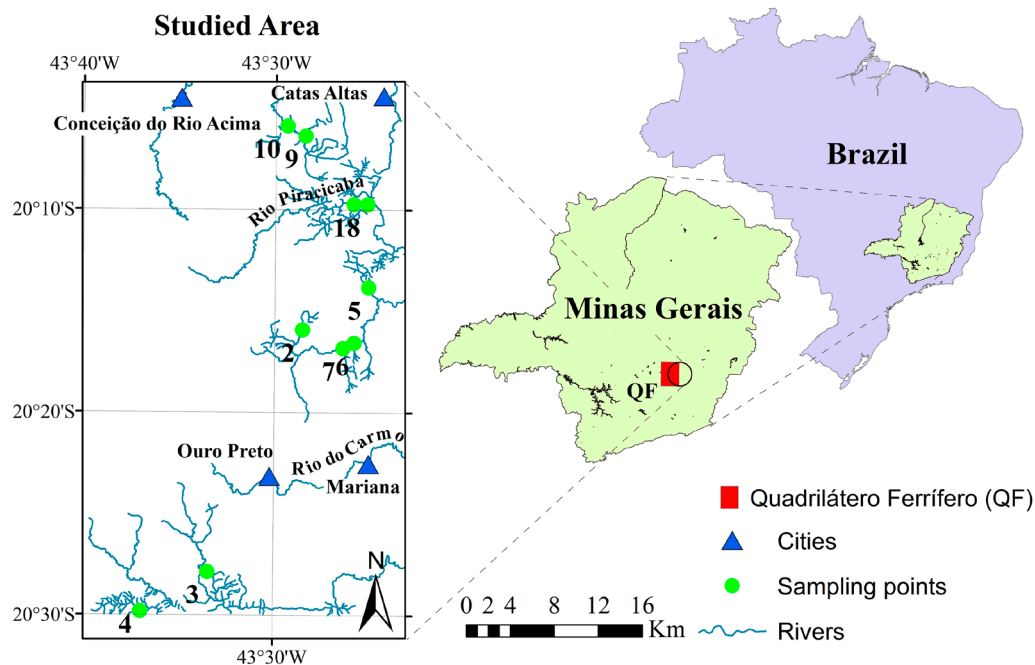 Studied Area
43°40'W
43°30'W
Catas Altas
Conceição do Rio Acima
10
9
Rio Piracicaba
20°10'S
18
5
2
76
20°20'S
Ouro Preto
Rio do Carmo
Mariana
N
3
20°30'S
4
43°30'W
Brazil
Minas Gerais
QF
Quadrilátero Ferrífero (QF)
Cities
Sampling points
0 2 4 8 12 16
Km
Rivers